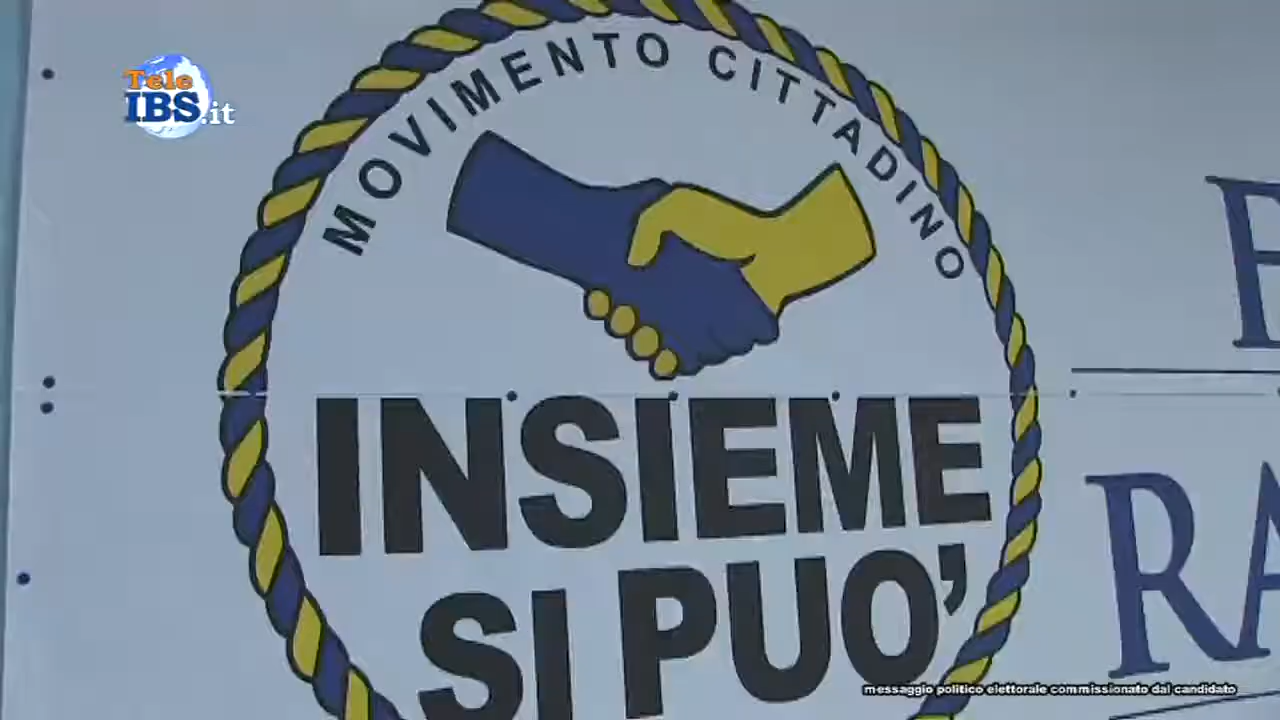 Tele
IBS.it
MOVIMENTO CITTADINO
INSIEME
SI PUO'
messaggio politico elettorale commissionato dal candidato